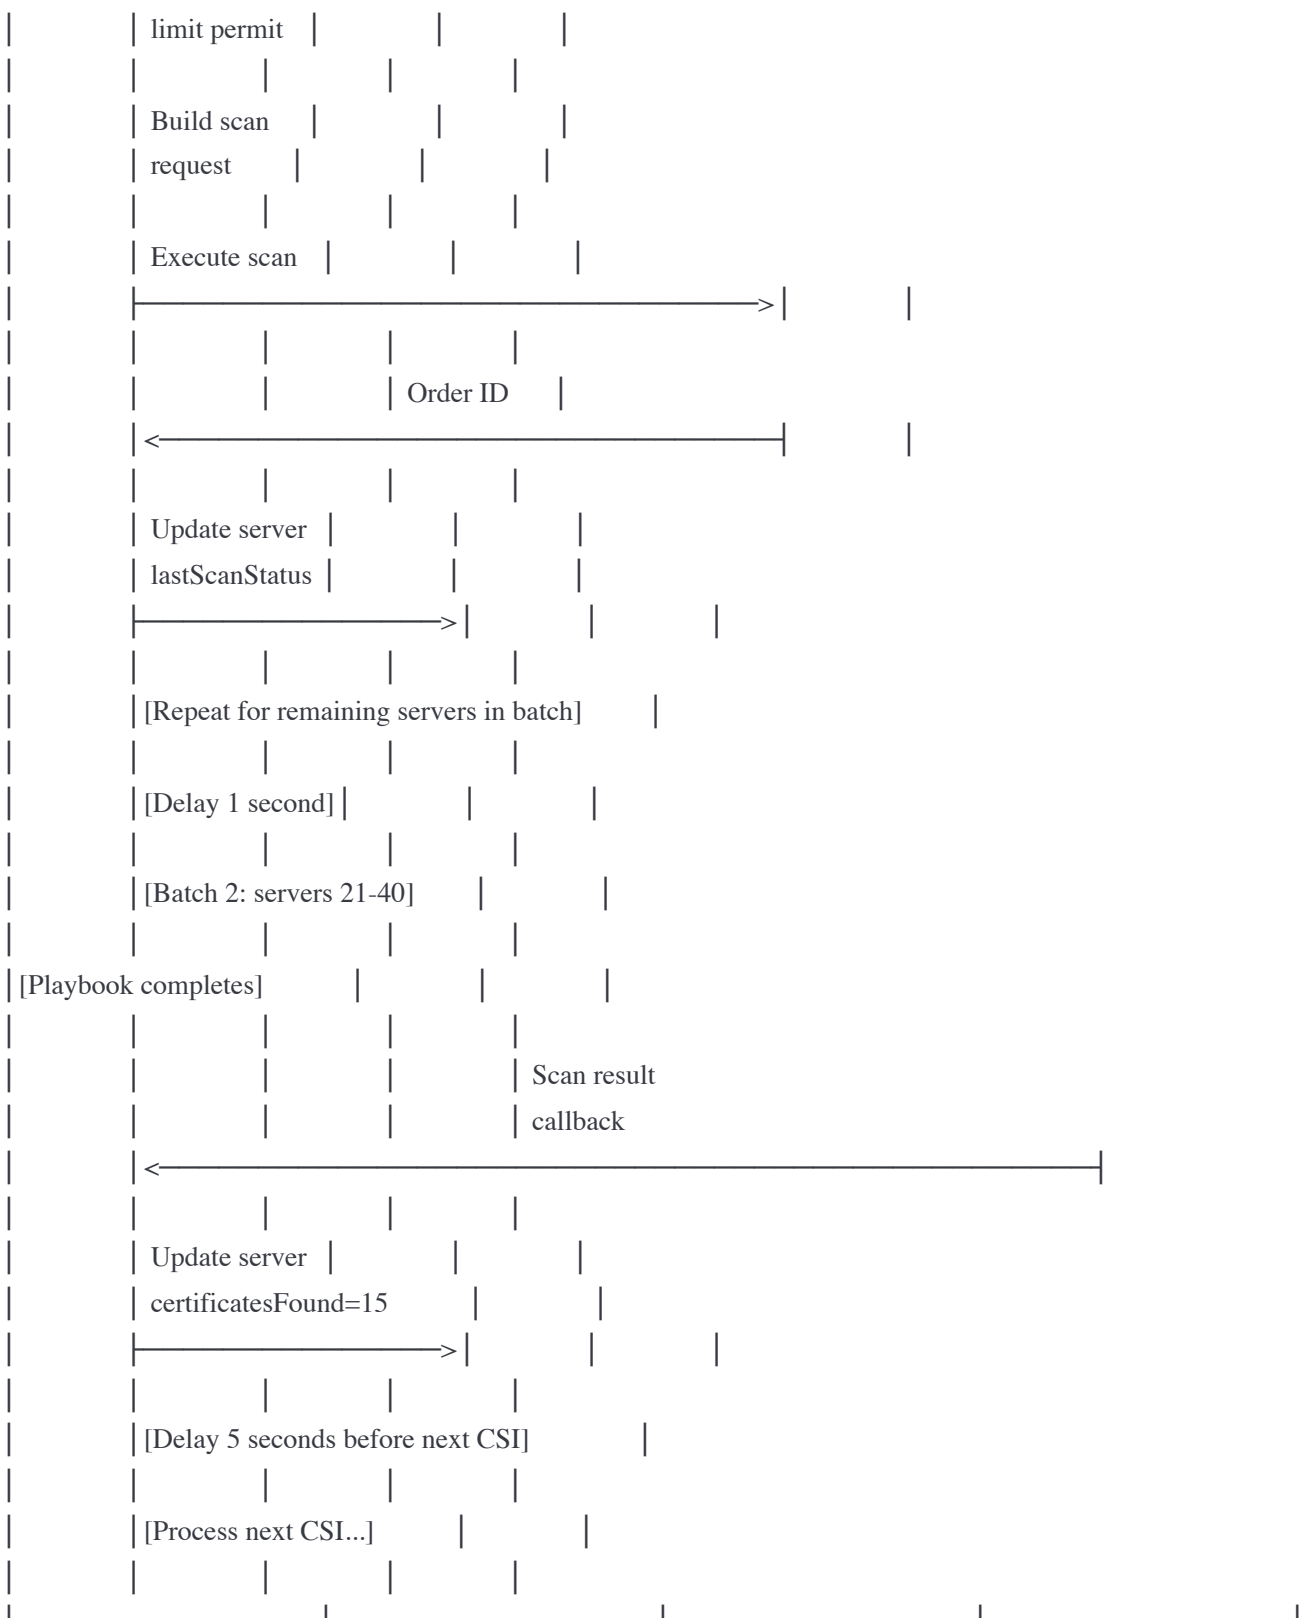 limit permit
Build scan
request
Execute scan
Order ID
Update server
lastScanStatus
[Repeat for remaining servers in batch]
[Delay 1 second]
[Batch 2: servers 21-40]
[Playbook completes]
Scan result
callback
Update server
certificatesFound=15
[Delay 5 seconds before next CSI]
[Process next CSI...]